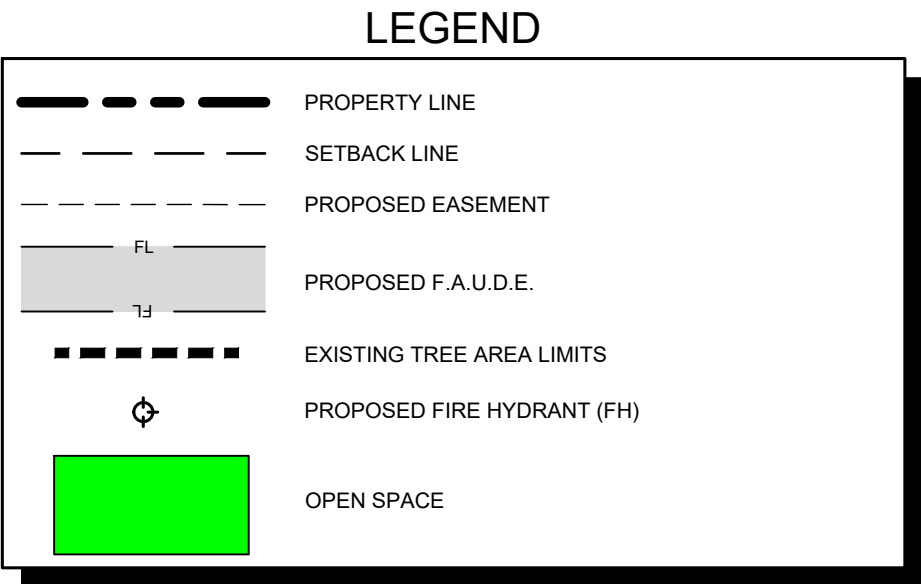 LEGEND
PROPERTY LINE
SETBACK LINE
PROPOSED EASEMENT
FL
PROPOSED F.A.U.D.E.
FL
EXISTING TREE AREA LIMITS
PROPOSED FIRE HYDRANT (FH)
OPEN SPACE